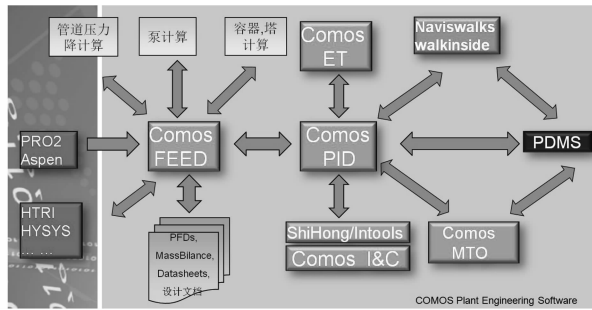 管道压力
降计算
泵计算
容器,塔
计算
Comos
ET
Naviswalks
walkinside
PRO2
Aspen
Comos
FEED
Comos
PID
PDMS
HTRI
HYSYS
... ...
PFDs,
MassBilance,
Datasheets,
设计文档
ShiHong/Intools
Comos I&C
Comos
MTO
COMOS Plant Engineering Software